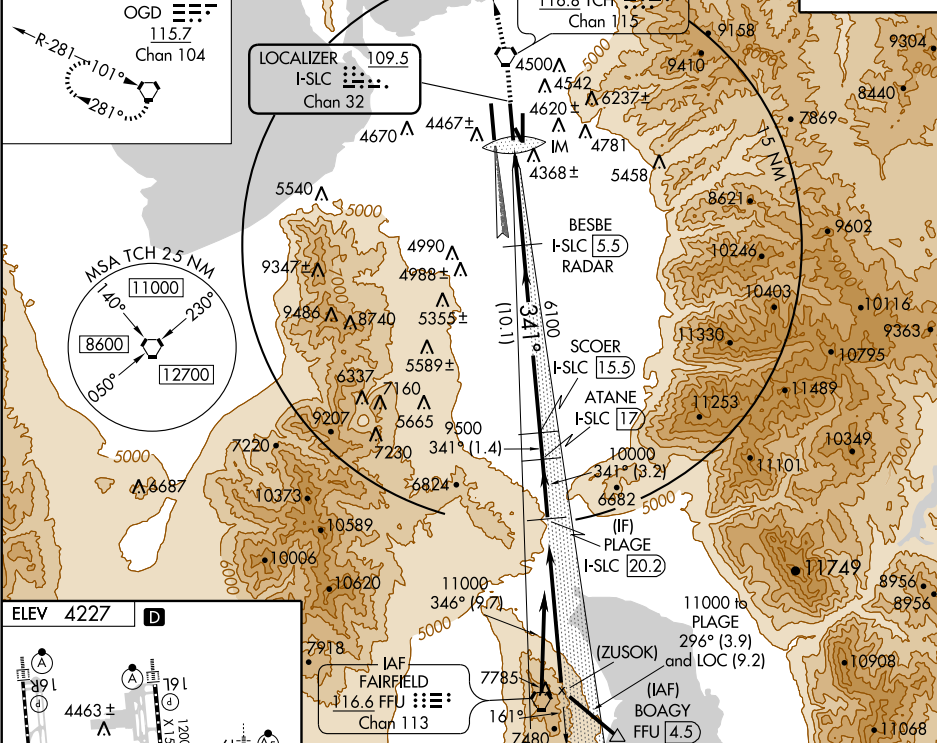 OGD
115.7
Chan 104
R-281
101°
281°
LOCALIZER 109.5
I-SLC
Chan 32
116.8 TCH
Chan 115
4500
4542
4620±
6237±
IM
4781
4368±
5458
4670
4467±
5000
9158
9410
9304
8440
7869
15 NM
8621
9602
10246
10403
10116
11330
9363
10795
11489
11253
10349
11101
5540
5000
9347±
4990
4988±
9486
8740
5355±
5589±
6337
7160
5665
9207
7230
7220
6824
BESBE
I-SLC 5.5
RADAR
6100
341°
(10.1)
SCOER
I-SLC 15.5
ATANE
I-SLC 17
9500
341° (1.4)
10000
341° (3.2)
6682
5000
(IF)
PLAGE
I-SLC 20.2
MSA TCH 25 NM
11000
140°
230°
8600
050°
12700
5000
6687
10373
10589
10006
10620
7918
11749
8956
8956
10908
11068
11000
346° (9.7)
5000
11000 to
PLAGE
296° (3.9)
and LOC (9.2)
(ZUSOK)
(IAF)
BOAGY
FFU 4.5
IAF
FAIRFIELD
116.6 FFU
Chan 113
7785
161°
7480
ELEV 4227
D
A
16R
P
A
16L
P
4463±